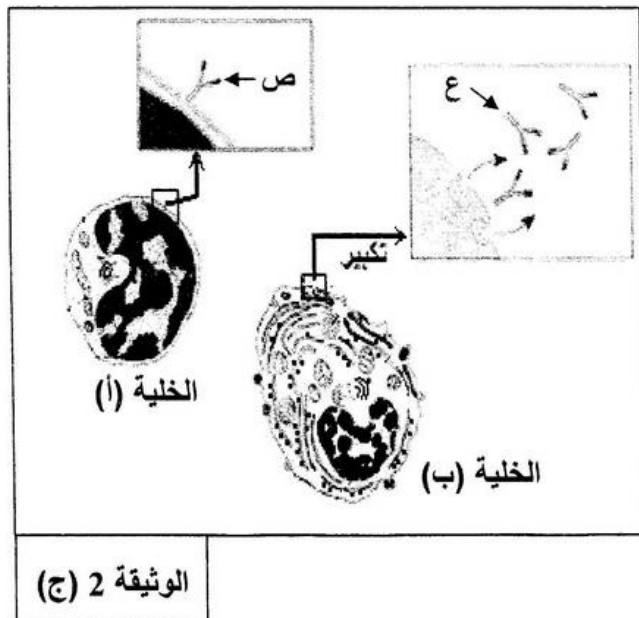 ص
ع
تكبير
الخلية (أ)
الخلية (ب)
الوثيقة 2 (ج)